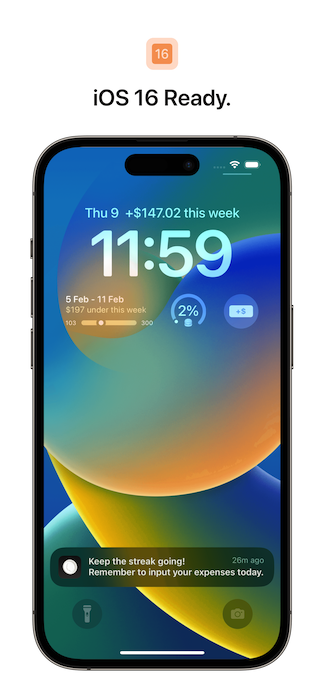 16
iOS 16 Ready.
Thu 9 +$147.02 this week
11:59
5 Feb - 11 Feb
$197 under this week
103 300
2%
+$
Keep the streak going! 26m ago
Remember to input your expenses today.